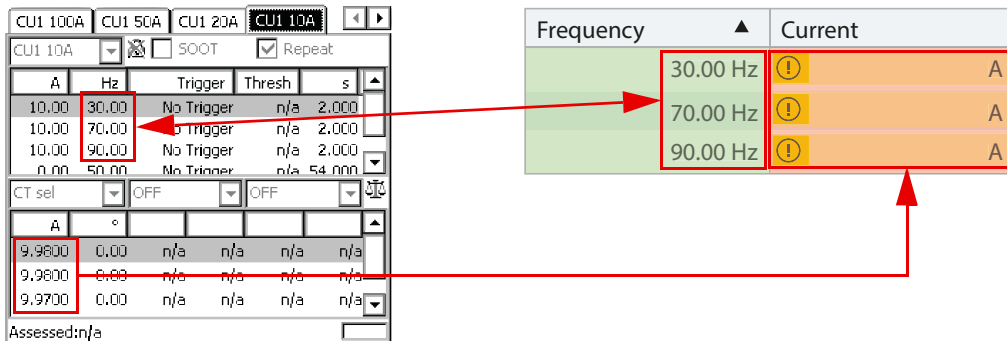 CU1 100A CU1 50A CU1 20A CU1 10A
CU1 10A SOOT Repeat
A Hz Trigger Thresh s
10.00 30.00 No Trigger n/a 2.000
10.00 70.00 No Trigger n/a 2.000
10.00 90.00 No Trigger n/a 2.000
0.00 50.00 No Trigger n/a 54.000
CT sel OFF OFF
A °
9.9800 0.00 n/a n/a n/a n/a
9.9800 0.00 n/a n/a n/a n/a
9.9700 0.00 n/a n/a n/a n/a
Assessed:n/a
Frequency Current
30.00 Hz A
70.00 Hz A
90.00 Hz A